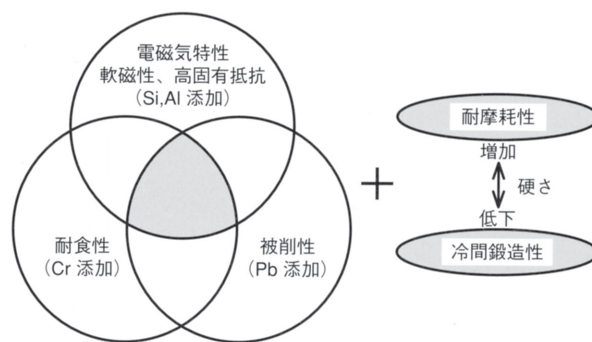 電磁気特性
軟磁性、高固有抵抗
（Si,Al 添加）
耐食性
（Cr 添加）
被削性
（Pb 添加）
+
耐摩耗性
増加
硬さ
低下
冷間鍛造性